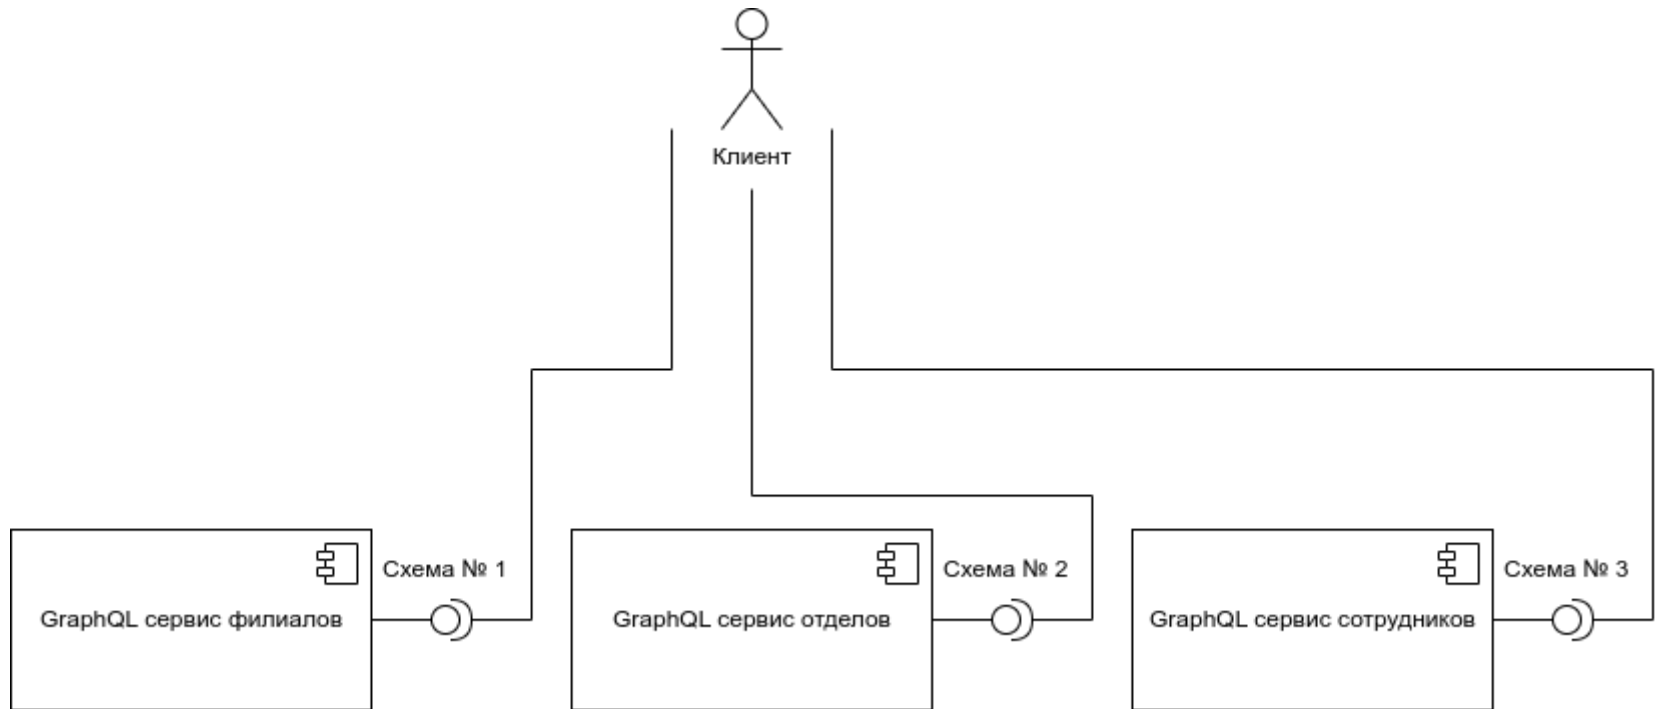 Клиент
Схема № 1
GraphQL сервис филиалов
Схема № 2
GraphQL сервис отделов
Схема № 3
GraphQL сервис сотрудников